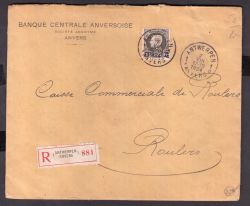 BANQUE CENTRALE ANVERSOISE
SOCIÉTÉ ANONYME
ANVERS
ANTWERPEN
ANVERS
Caisse Commerciale de Roulers
Roulers
R
ANTWERPEN
ANVERS
881